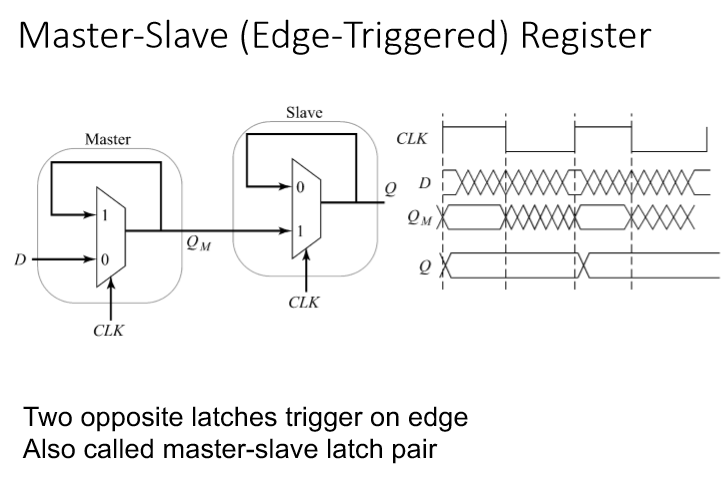 Master-Slave (Edge-Triggered) Register
Master
1
0
D
CLK
Q_M
Slave
0
1
CLK
Q
CLK
D
Q_M
Q
Two opposite latches trigger on edge
Also called master-slave latch pair